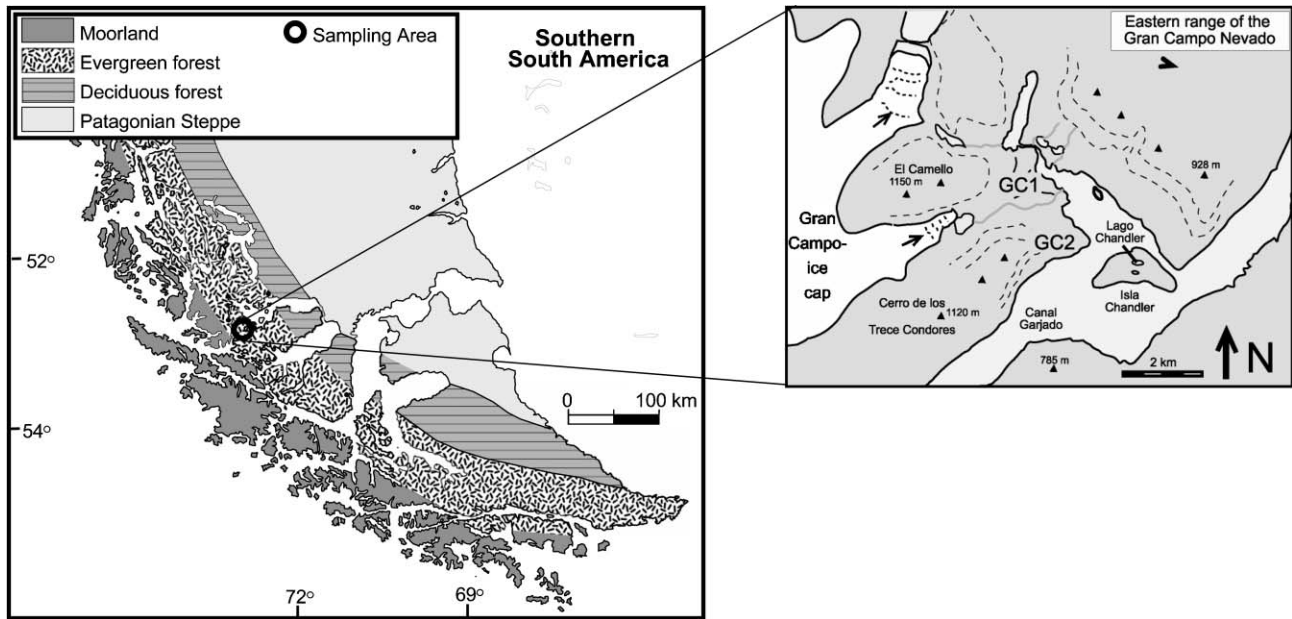 Moorland
Sampling Area
Evergreen forest
Deciduous forest
Patagonian Steppe
Southern
South America
52°
54°
72°
69°
0 100 km
Eastern range of the
Gran Campo Nevado
928 m
El Camello
1150 m
GC1
GC2
Gran
Campo-
ice
cap
Lago
Chandler
Isla
Chandler
Cerro de los
1120 m
Trece Condores
Canal
Garjado
785 m
2 km
N